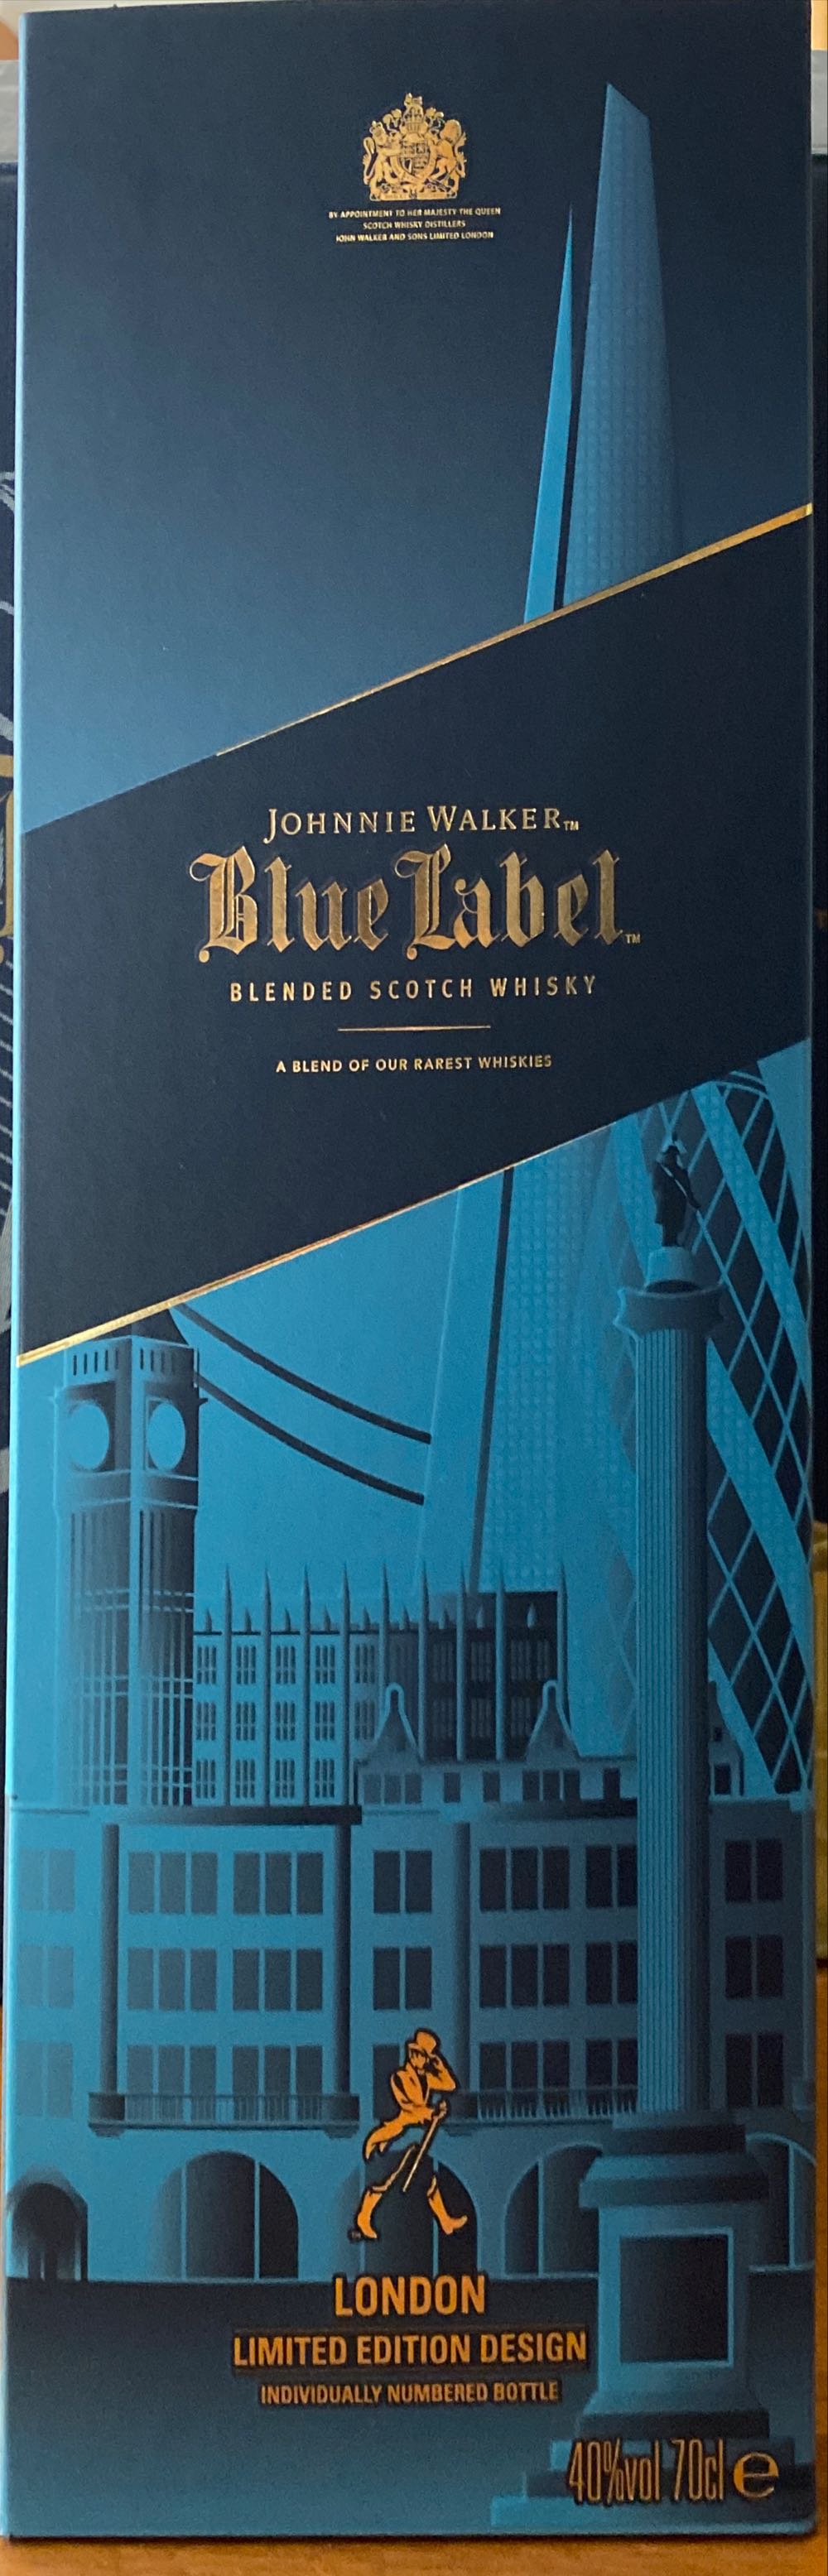 BY APPOINTMENT TO HER MAJESTY THE QUEEN
SCOTCH WHISKY DISTILLERS
JOHN WALKER AND SONS LIMITED LONDON
JOHNNIE WALKER™
Blue Label™
BLENDED SCOTCH WHISKY
A BLEND OF OUR RAREST WHISKIES
LONDON
LIMITED EDITION DESIGN
INDIVIDUALLY NUMBERED BOTTLE
40%vol 70cl ℮